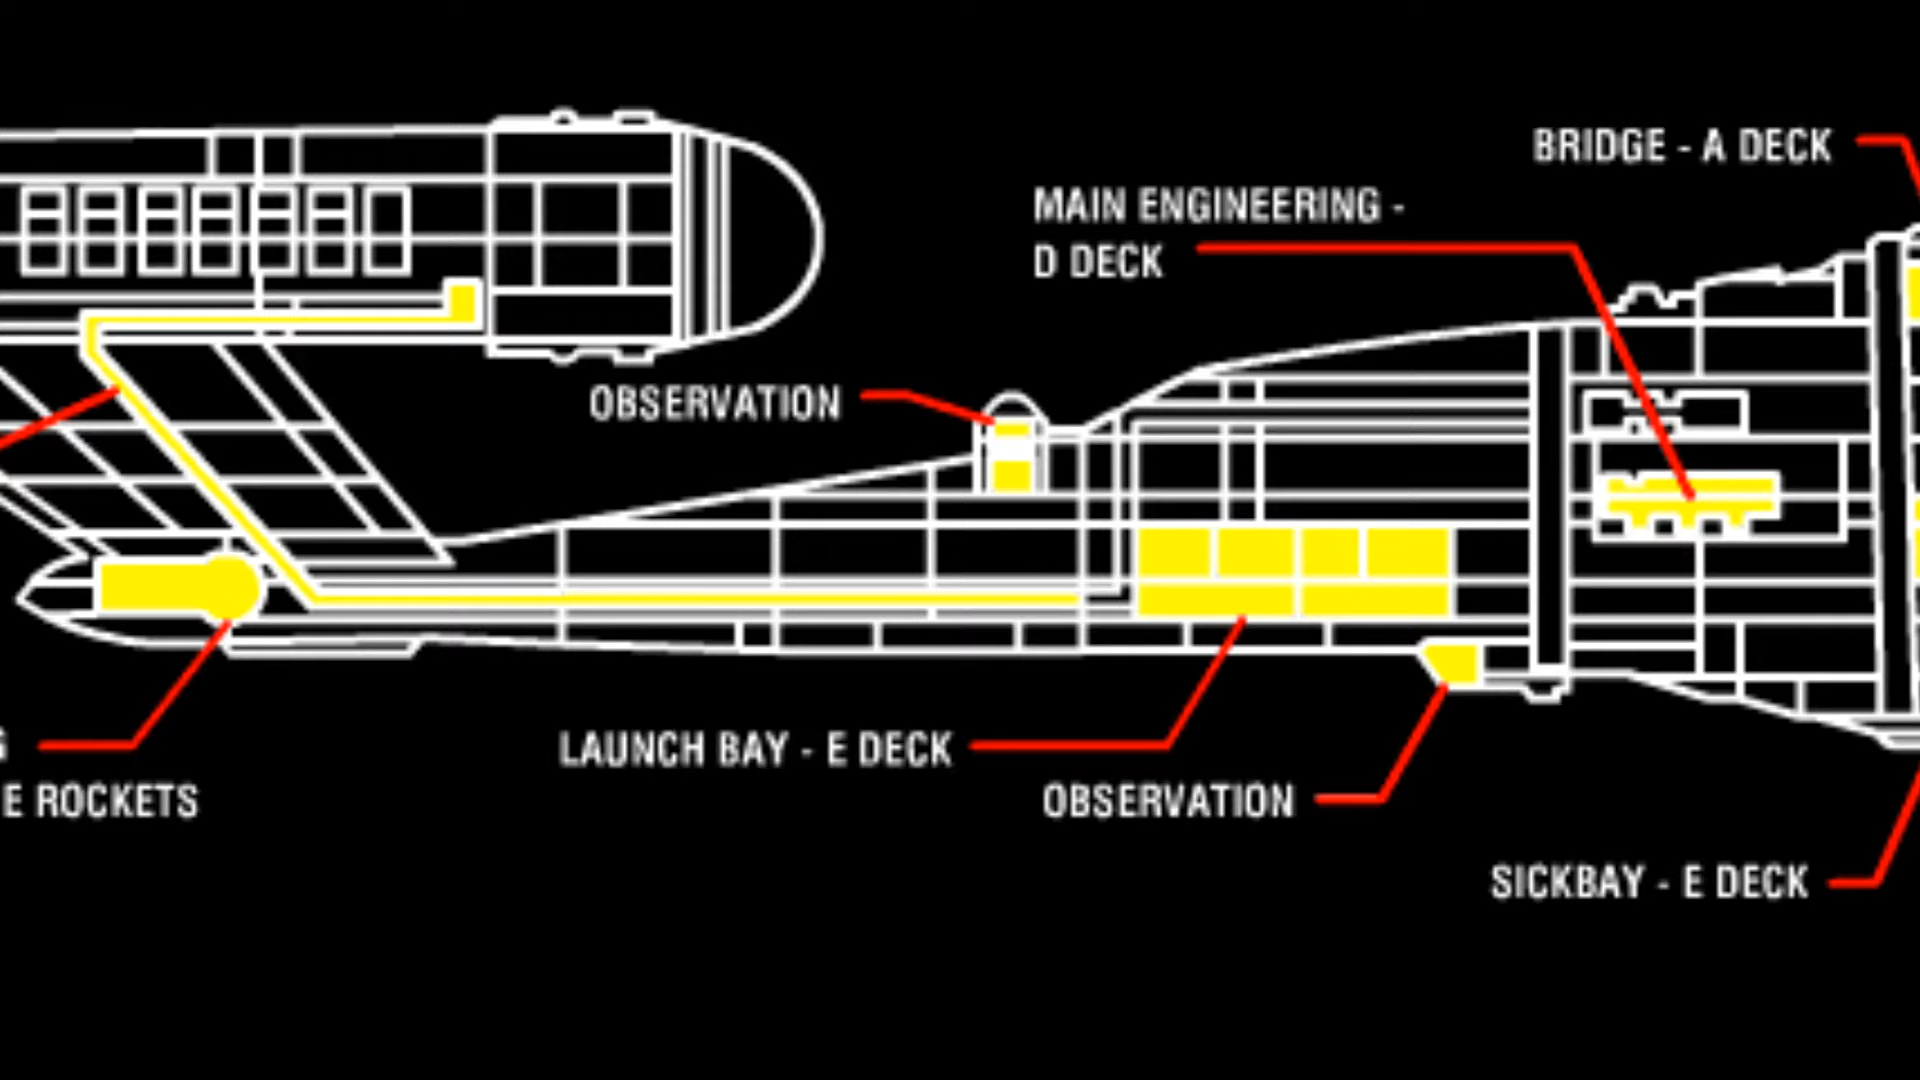 BRIDGE - A DECK
MAIN ENGINEERING -
D DECK
OBSERVATION
LAUNCH BAY - E DECK
E ROCKETS
OBSERVATION
SICKBAY - E DECK